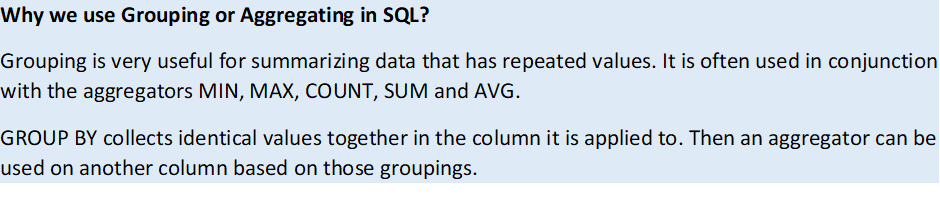 Why we use Grouping or Aggregating in SQL?
Grouping is very useful for summarizing data that has repeated values. It is often used in conjunction
with the aggregators MIN, MAX, COUNT, SUM and AVG.
GROUP BY collects identical values together in the column it is applied to. Then an aggregator can be
used on another column based on those groupings.